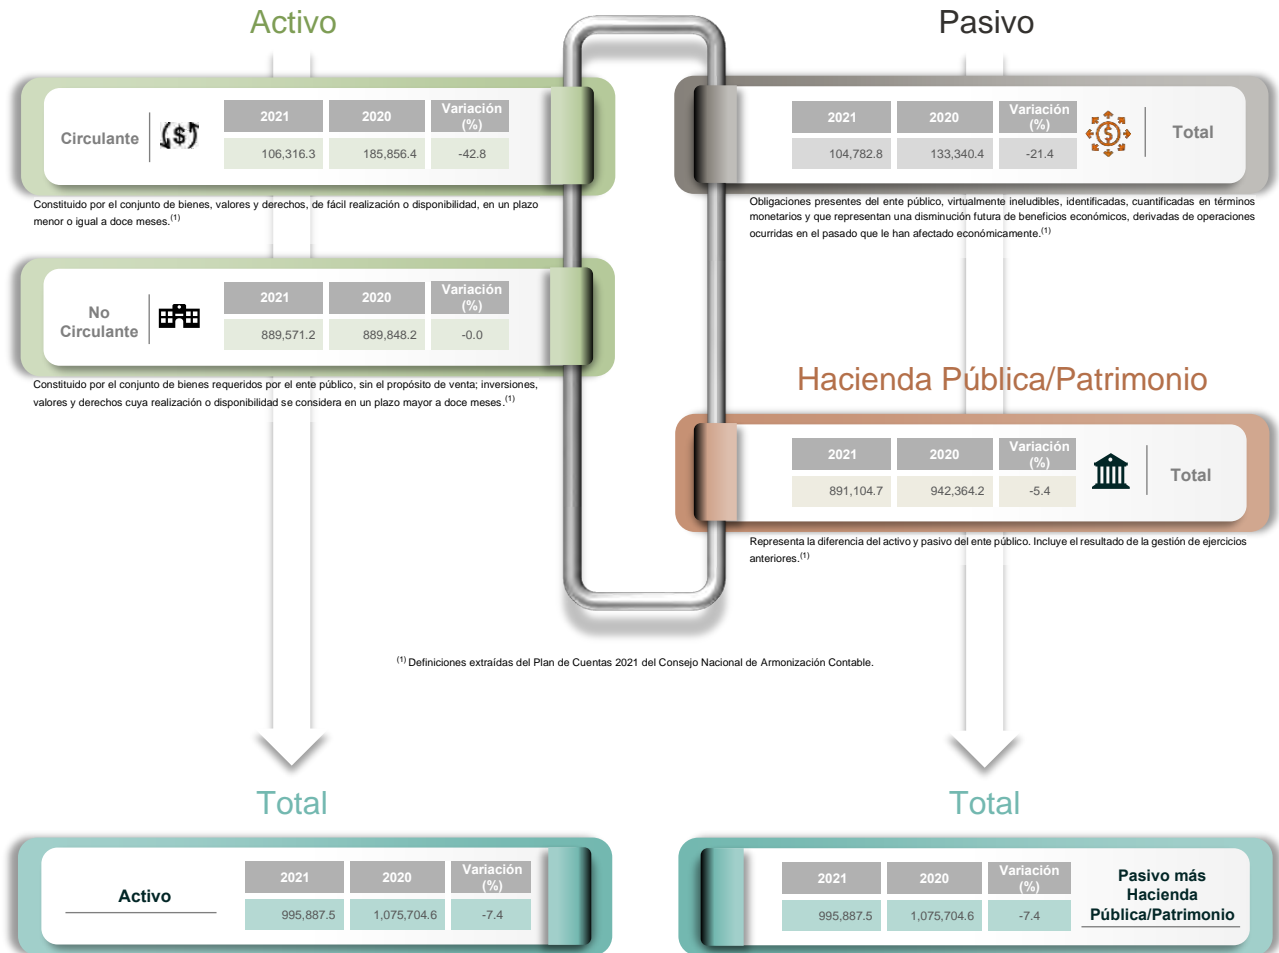 Activo
Circulante
2021 2020 Variación (%)
106,316.3 185,856.4 -42.8
Constituido por el conjunto de bienes, valores y derechos, de fácil realización o disponibilidad, en un plazo
menor o igual a doce meses.(1)
No
Circulante
2021 2020 Variación (%)
889,571.2 889,848.2 -0.0
Constituido por el conjunto de bienes requeridos por el ente público, sin el propósito de venta; inversiones,
valores y derechos cuya realización o disponibilidad se considera en un plazo mayor a doce meses.(1)
Pasivo
2021 2020 Variación (%)
104,782.8 133,340.4 -21.4
Total
Obligaciones presentes del ente público, virtualmente ineludibles, identificadas, cuantificadas en términos
monetarios y que representan una disminución futura de beneficios económicos, derivadas de operaciones
ocurridas en el pasado que le han afectado económicamente.(1)
Hacienda Pública/Patrimonio
2021 2020 Variación (%)
891,104.7 942,364.2 -5.4
Total
Representa la diferencia del activo y pasivo del ente público. Incluye el resultado de la gestión de ejercicios
anteriores.(1)
(1) Definiciones extraídas del Plan de Cuentas 2021 del Consejo Nacional de Armonización Contable.
Total
Activo
2021 2020 Variación (%)
995,887.5 1,075,704.6 -7.4
Total
2021 2020 Variación (%)
995,887.5 1,075,704.6 -7.4
Pasivo más
Hacienda
Pública/Patrimonio